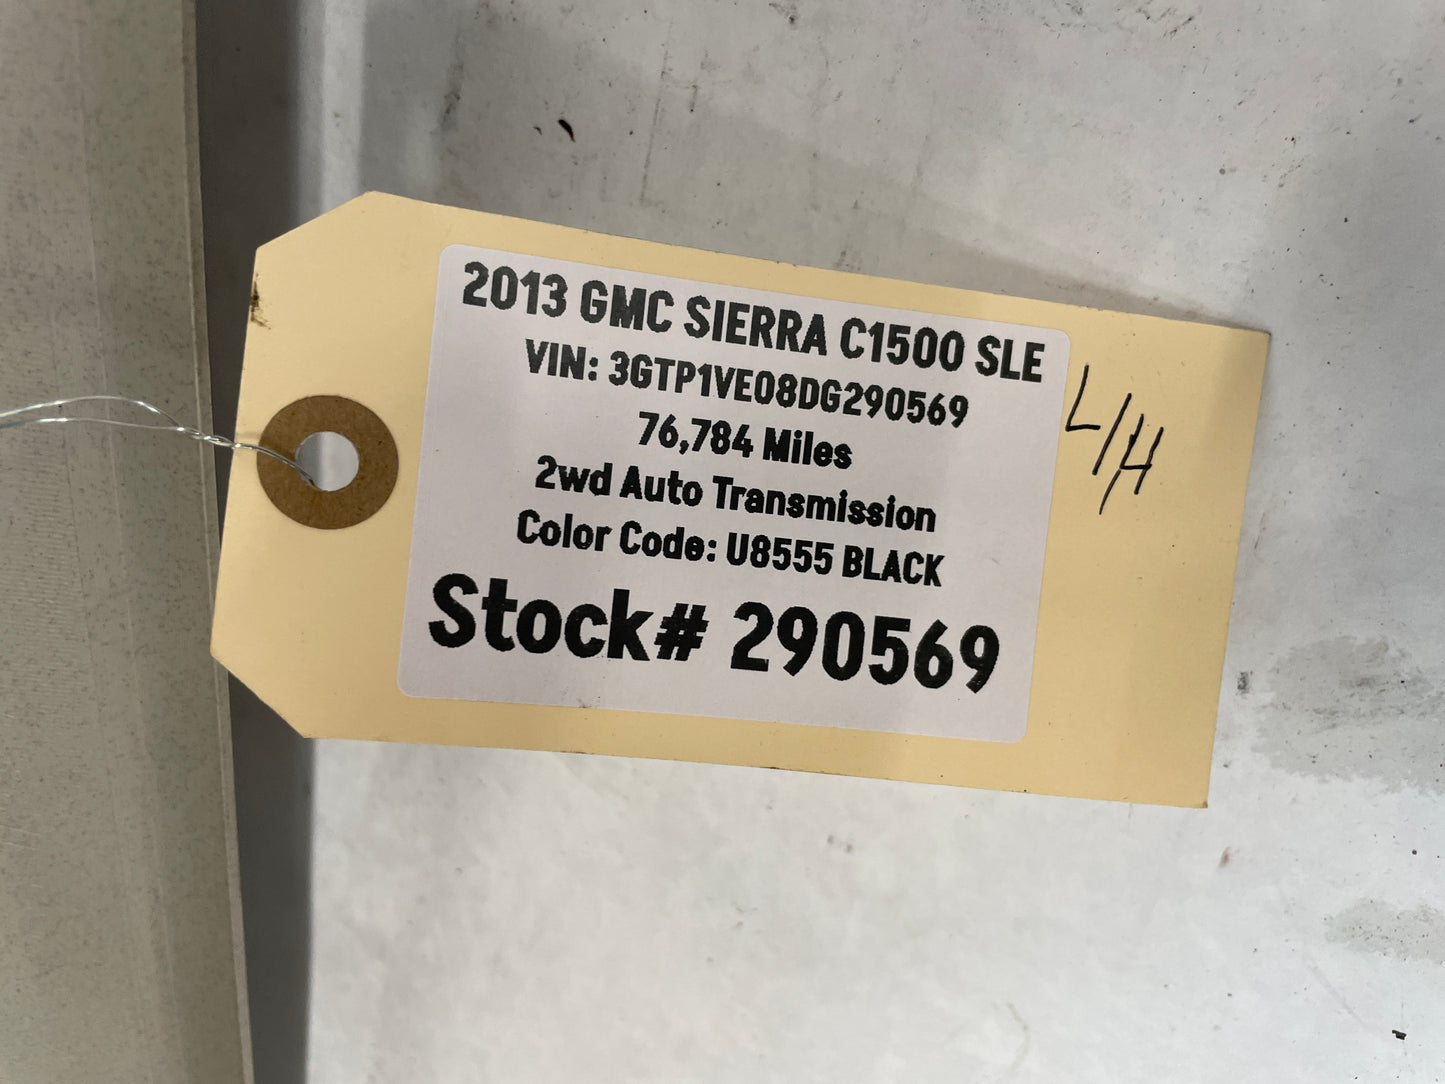 2013 GMC SIERRA C1500 SLE
VIN: 3GTP1VE08DG290569
76,784 Miles
2wd Auto Transmission
Color Code: U8555 BLACK
Stock# 290569
L/H